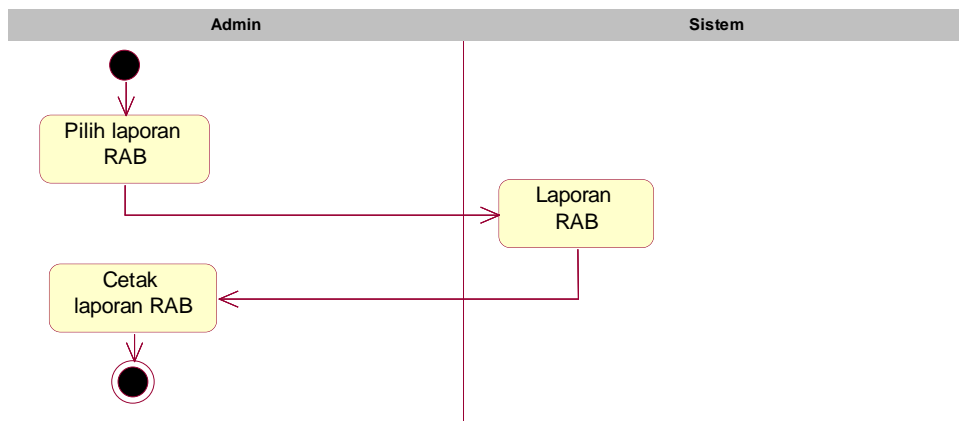 Admin
Sistem
Pilih laporan
RAB
Laporan
RAB
Cetak
laporan RAB